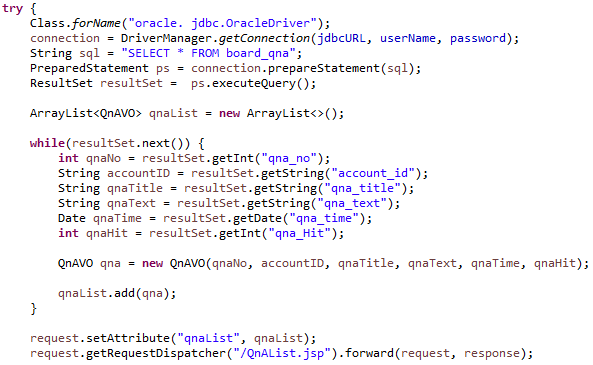 try {
    Class.forName("oracle. jdbc.OracleDriver");
    connection = DriverManager.getConnection(jdbcURL, userName, password);
    String sql = "SELECT * FROM board_qna";
    PreparedStatement ps = connection.prepareStatement(sql);
    ResultSet resultSet =  ps.executeQuery();

    ArrayList<QnAVO> qnaList = new ArrayList<>();

    while(resultSet.next()) {
        int qnaNo = resultSet.getInt("qna_no");
        String accountID = resultSet.getString("account_id");
        String qnaTitle = resultSet.getString("qna_title");
        String qnaText = resultSet.getString("qna_text");
        Date qnaTime = resultSet.getDate("qna_time");
        int qnaHit = resultSet.getInt("qna_Hit");

        QnAVO qna = new QnAVO(qnaNo, accountID, qnaTitle, qnaText, qnaTime, qnaHit);

        qnaList.add(qna);
    }

    request.setAttribute("qnaList", qnaList);
    request.getRequestDispatcher("/QnAList.jsp").forward(request, response);